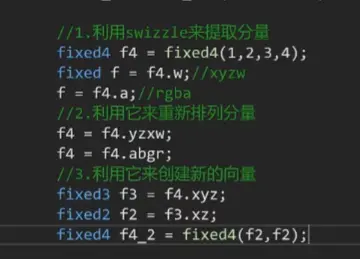 //1.利用swizzle来提取分量
fixed4 f4 = fixed4(1,2,3,4);
fixed f = f4.w;//xyzw
f = f4.a;//rgba
//2.利用它来重新排列分量
f4 = f4.yzxw;
f4 = f4.abgr;
//3.利用它来创建新的向量
fixed3 f3 = f4.xyz;
fixed2 f2 = f3.xz;
fixed4 f4_2 = fixed4(f2,f2);